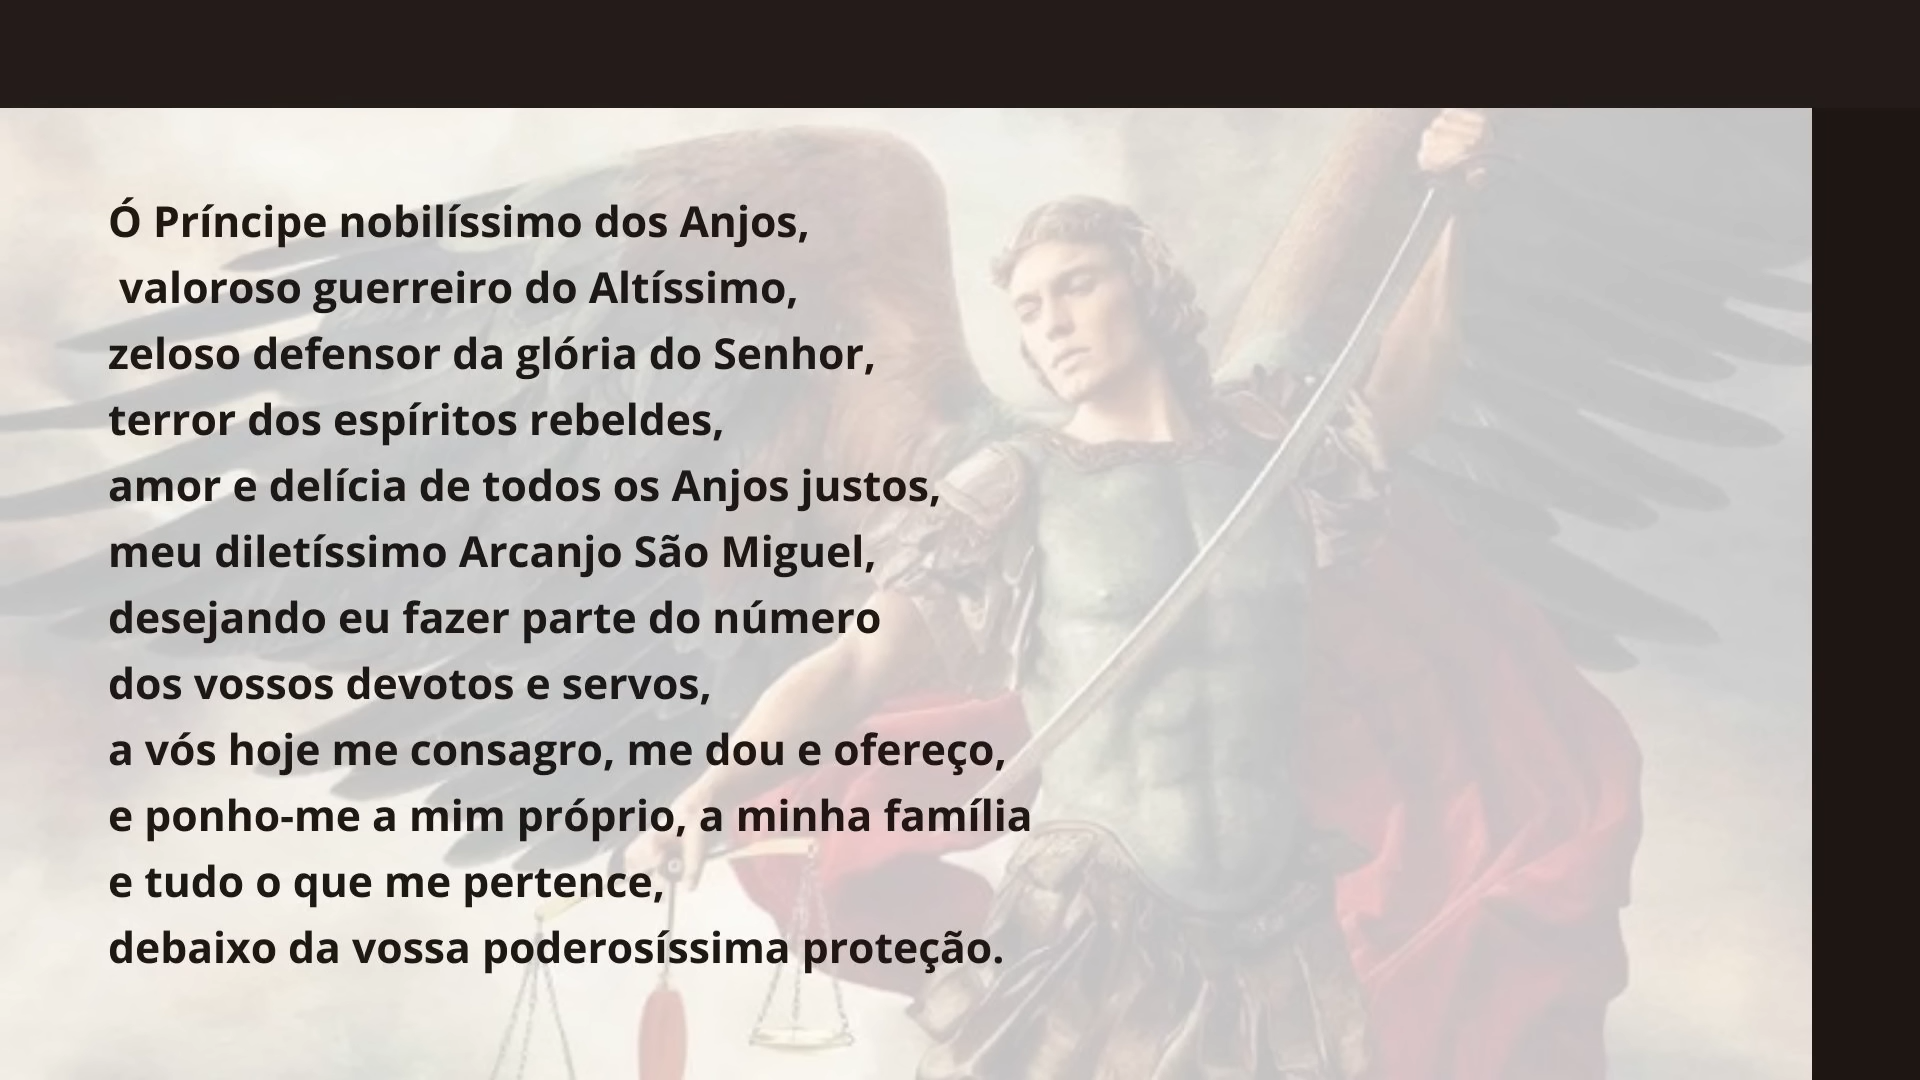 Ó Príncipe nobilíssimo dos Anjos,
valoroso guerreiro do Altíssimo,
zeloso defensor da glória do Senhor,
terror dos espíritos rebeldes,
amor e delícia de todos os Anjos justos,
meu diletíssimo Arcanjo São Miguel,
desejando eu fazer parte do número
dos vossos devotos e servos,
a vós hoje me consagro, me dou e ofereço,
e ponho-me a mim próprio, a minha família
e tudo o que me pertence,
debaixo da vossa poderosíssima proteção.